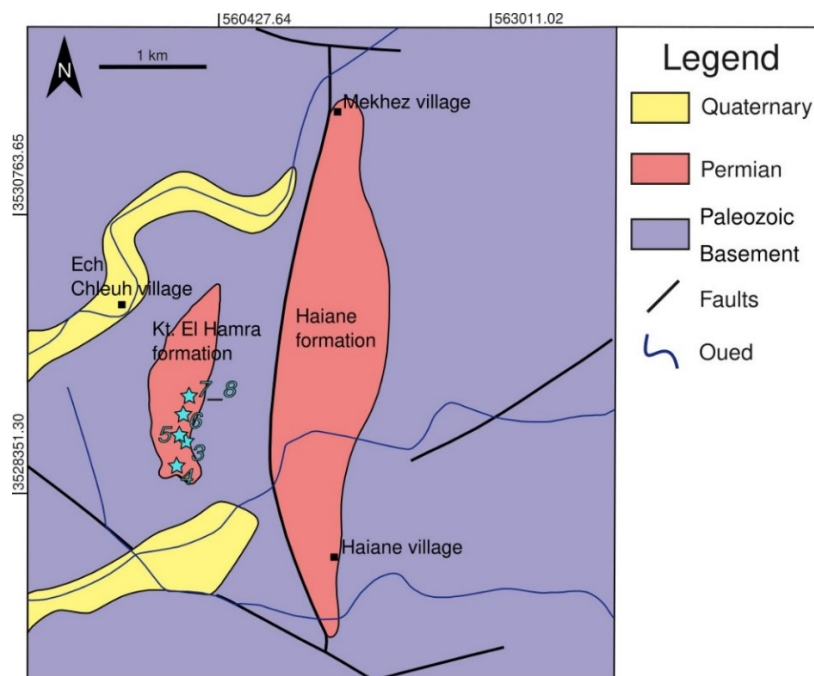 560427.64
563011.02
N
1 km
3530763.65
3528351.30
Mekhez village
Ech
Chleuh village
Kt. El Hamra
formation
Haiane
formation
7_8
6
5
3
4
Haiane village
Legend
Quaternary
Permian
Paleozoic
Basement
Faults
Oued